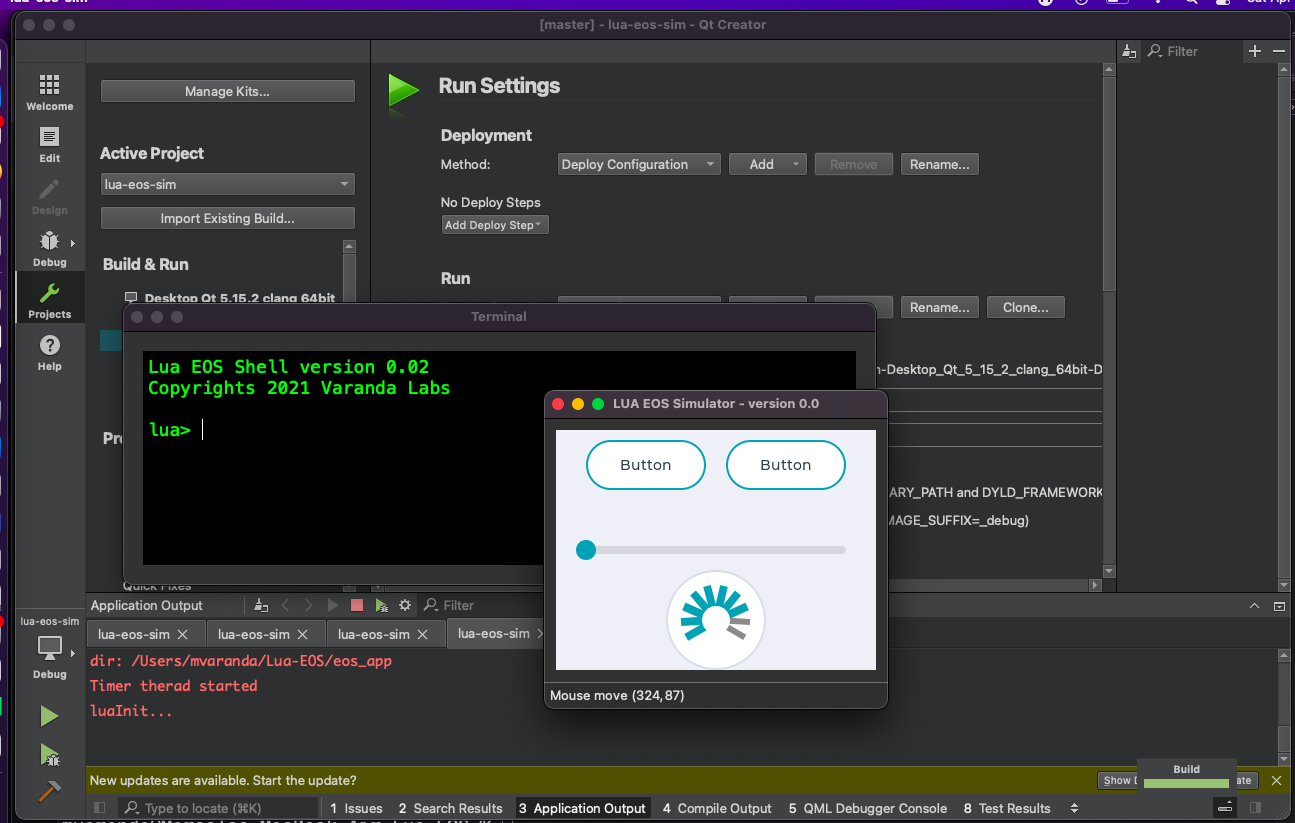 lua-eos-sim
Sat Apr
[master] - lua-eos-sim - Qt Creator
Filter
Welcome
Edit
Design
Debug
Projects
Help
Manage Kits...
Active Project
lua-eos-sim
Import Existing Build...
Build & Run
Desktop Qt 5.15.2 clang 64bit
Run Settings
Deployment
Method:
Deploy Configuration
Add
Remove
Rename...
No Deploy Steps
Add Deploy Step
Run
Rename...
Clone...
-Desktop_Qt_5_15_2_clang_64bit-D
ARY_PATH and DYLD_FRAMEWORK
MAGE_SUFFIX=_debug)
Terminal
Lua EOS Shell version 0.02
Copyrights 2021 Varanda Labs
lua>
LUA EOS Simulator - version 0.0
Button
Button
Mouse move (324,87)
Quick Fixes
Application Output
Filter
lua-eos-sim
lua-eos-sim
lua-eos-sim
lua-eos-sim
dir: /Users/mvaranda/Lua-EOS/eos_app
Timer therad started
luaInit...
lua-eos-sim
Debug
New updates are available. Start the update?
Show
Build
Type to locate (⌘K)
1 Issues
2 Search Results
3 Application Output
4 Compile Output
5 QML Debugger Console
8 Test Results